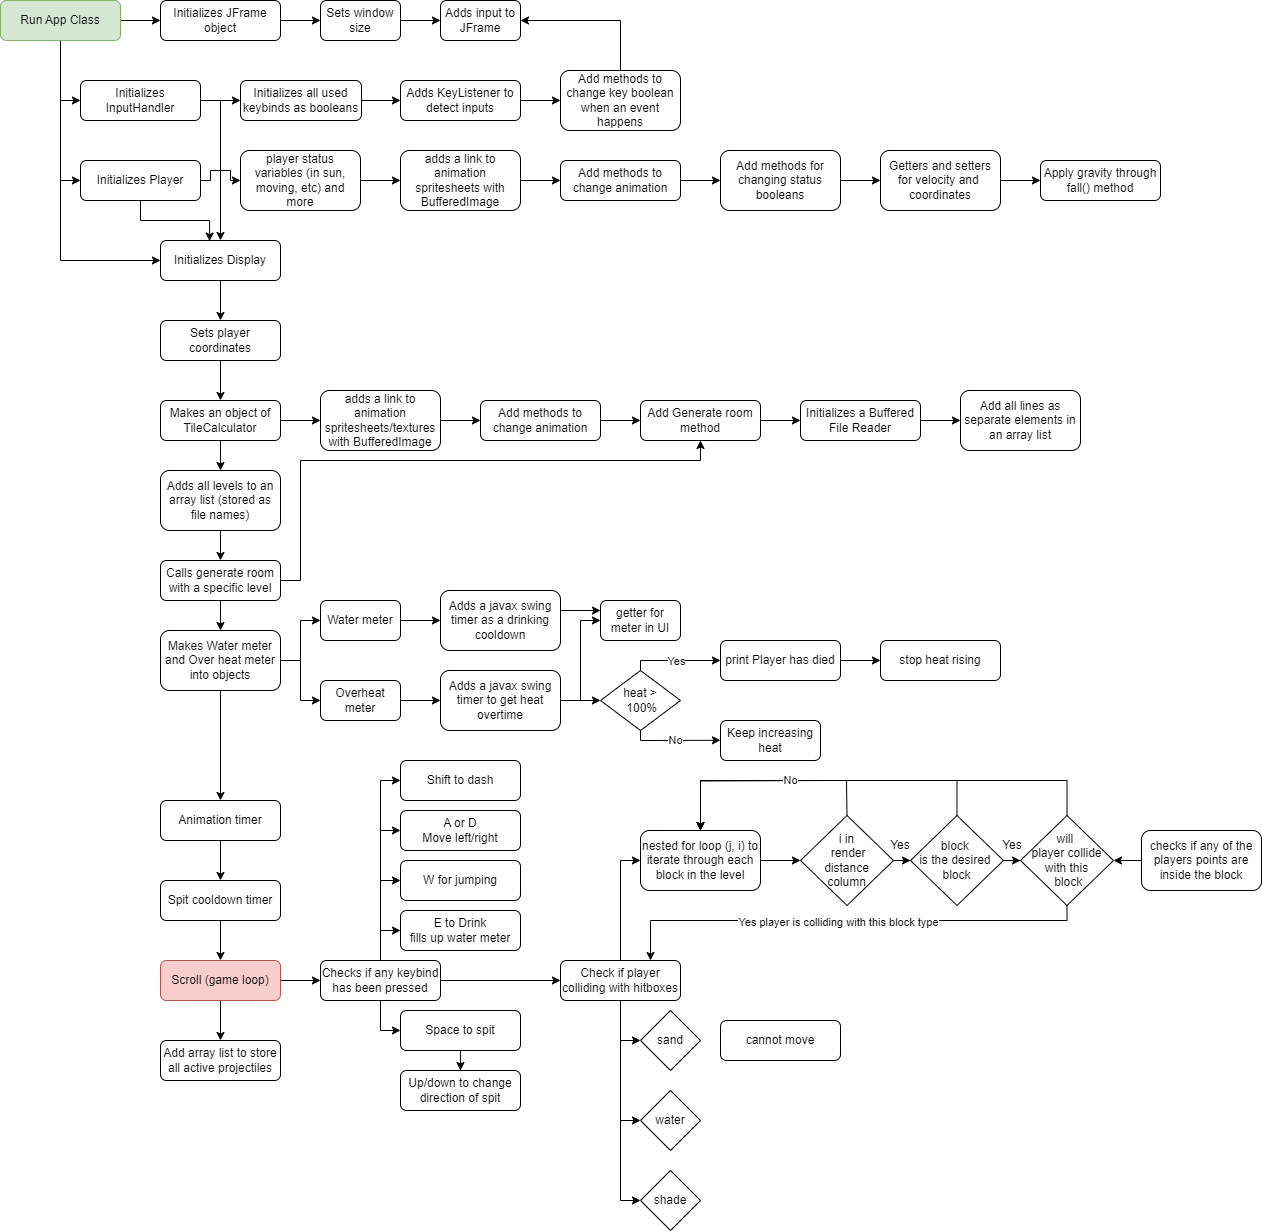 Run App Class
Initializes JFrame
object
Sets window
size
Adds input to
JFrame
Initializes
InputHandler
Initializes all used
keybinds as booleans
Adds KeyListener to
detect inputs
Add methods to
change key boolean
when an event
happens
Initializes Player
player status
variables (in sun,
moving, etc) and
more
adds a link to
animation
spritesheets with
BufferedImage
Add methods to
change animation
Add methods for
changing status
booleans
Getters and setters
for velocity and
coordinates
Apply gravity through
fall() method
Initializes Display
Sets player
coordinates
Makes an object of
TileCalculator
adds a link to
animation
spritesheets/textures
with BufferedImage
Add methods to
change animation
Add Generate room
method
Initializes a Buffered
File Reader
Add all lines as
separate elements in
an array list
Adds all levels to an
array list (stored as
file names)
Calls generate room
with a specific level
Makes Water meter
and Over heat meter
into objects
Water meter
Adds a javax swing
timer as a drinking
cooldown
getter for
meter in UI
Overheat
meter
Adds a javax swing
timer to get heat
overtime
heat >
100%
Yes
print Player has died
stop heat rising
No
Keep increasing
heat
Animation timer
Spit cooldown timer
Scroll (game loop)
Add array list to store
all active projectiles
Shift to dash
A or D
Move left/right
W for jumping
E to Drink
fills up water meter
Checks if any keybind
has been pressed
Space to spit
Up/down to change
direction of spit
No
nested for loop (j, i) to
iterate through each
block in the level
i in
render
distance
column
Yes
block
is the desired
block
Yes
will
player collide
with this
block
checks if any of the
players points are
inside the block
Yes player is colliding with this block type
Check if player
colliding with hitboxes
sand
cannot move
water
shade